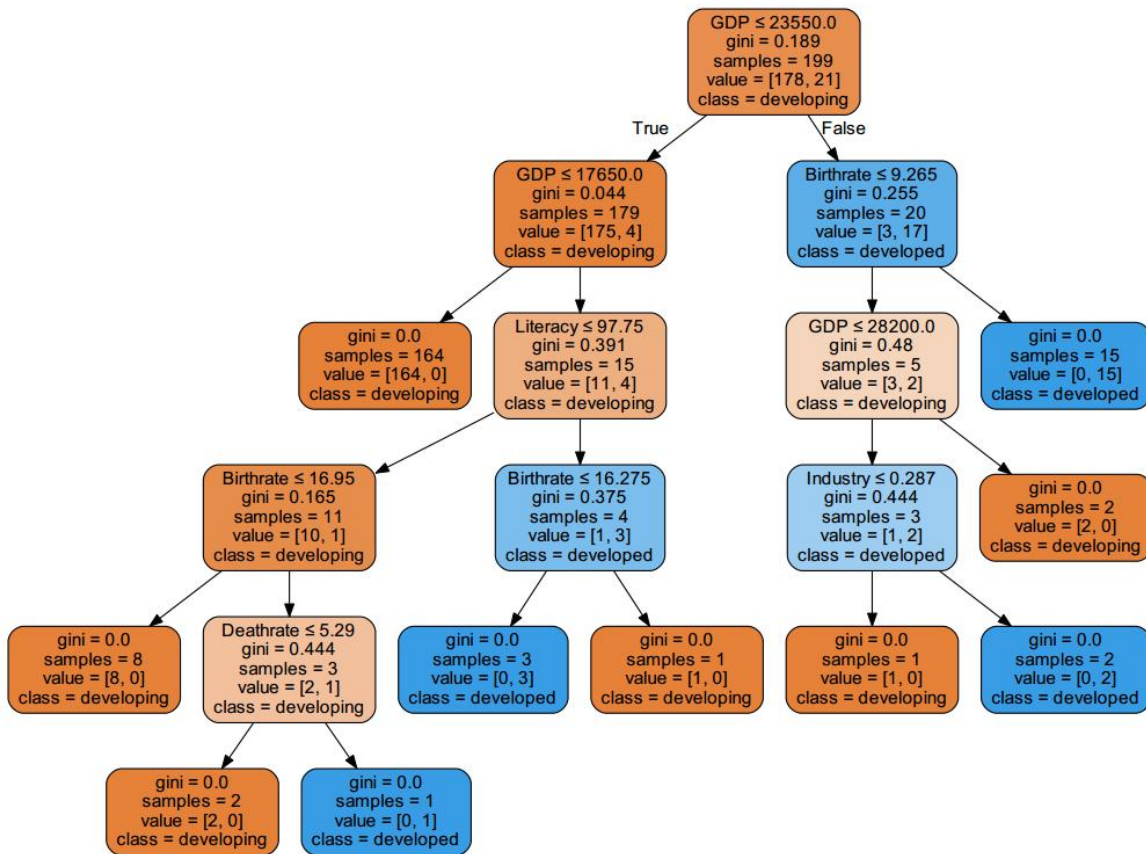 GDP ≤ 23550.0
gini = 0.189
samples = 199
value = [178, 21]
class = developing
True
False
GDP ≤ 17650.0
gini = 0.044
samples = 179
value = [175, 4]
class = developing
Birthrate ≤ 9.265
gini = 0.255
samples = 20
value = [3, 17]
class = developed
gini = 0.0
samples = 164
value = [164, 0]
class = developing
Literacy ≤ 97.75
gini = 0.391
samples = 15
value = [11, 4]
class = developing
GDP ≤ 28200.0
gini = 0.48
samples = 5
value = [3, 2]
class = developing
gini = 0.0
samples = 15
value = [0, 15]
class = developed
Birthrate ≤ 16.95
gini = 0.165
samples = 11
value = [10, 1]
class = developing
Birthrate ≤ 16.275
gini = 0.375
samples = 4
value = [1, 3]
class = developed
Industry ≤ 0.287
gini = 0.444
samples = 3
value = [1, 2]
class = developed
gini = 0.0
samples = 2
value = [2, 0]
class = developing
gini = 0.0
samples = 8
value = [8, 0]
class = developing
Deathrate ≤ 5.29
gini = 0.444
samples = 3
value = [2, 1]
class = developing
gini = 0.0
samples = 3
value = [0, 3]
class = developed
gini = 0.0
samples = 1
value = [1, 0]
class = developing
gini = 0.0
samples = 1
value = [1, 0]
class = developing
gini = 0.0
samples = 2
value = [0, 2]
class = developed
gini = 0.0
samples = 2
value = [2, 0]
class = developing
gini = 0.0
samples = 1
value = [0, 1]
class = developed